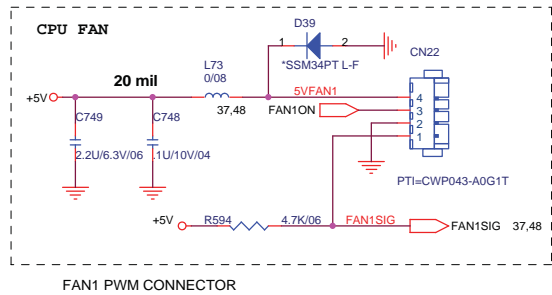 CPU FAN
D39
1
2
*SSM34PT L-F
CN22
L73
0/08
20 mil
+5V
37,48
5VFAN1
FAN1ON
4
3
2
1
C749
C748
2.2U/6.3V/06
.1U/10V/04
PTI=CWP043-A0G1T
+5V
R594
4.7K/06
FAN1SIG
FAN1SIG
37,48
FAN1 PWM CONNECTOR